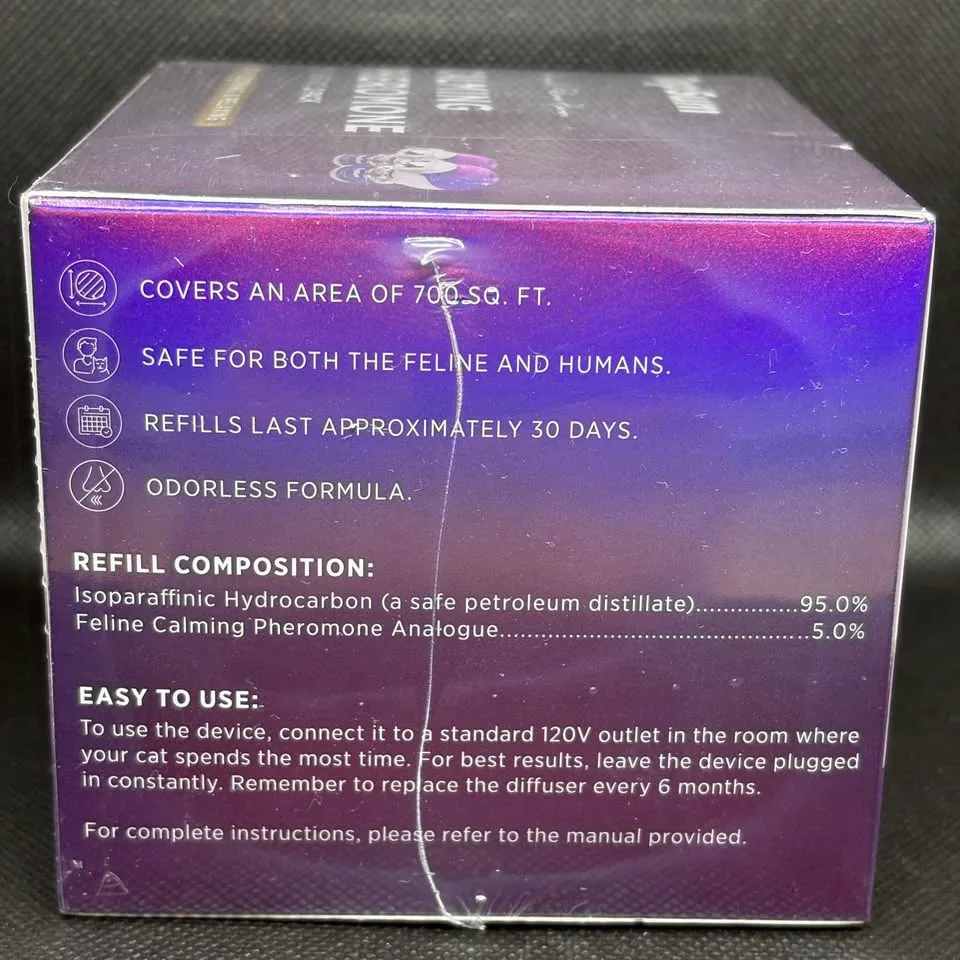 COVERS AN AREA OF 700 SQ. FT.
SAFE FOR BOTH THE FELINE AND HUMANS.
REFILLS LAST APPROXIMATELY 30 DAYS.
ODORLESS FORMULA.
REFILL COMPOSITION:
Isoparaffinic Hydrocarbon (a safe petroleum distillate)...............95.0%
Feline Calming Pheromone Analogue..........................................5.0%
EASY TO USE:
To use the device, connect it to a standard 120V outlet in the room where
your cat spends the most time. For best results, leave the device plugged
in constantly. Remember to replace the diffuser every 6 months.
For complete instructions, please refer to the manual provided.